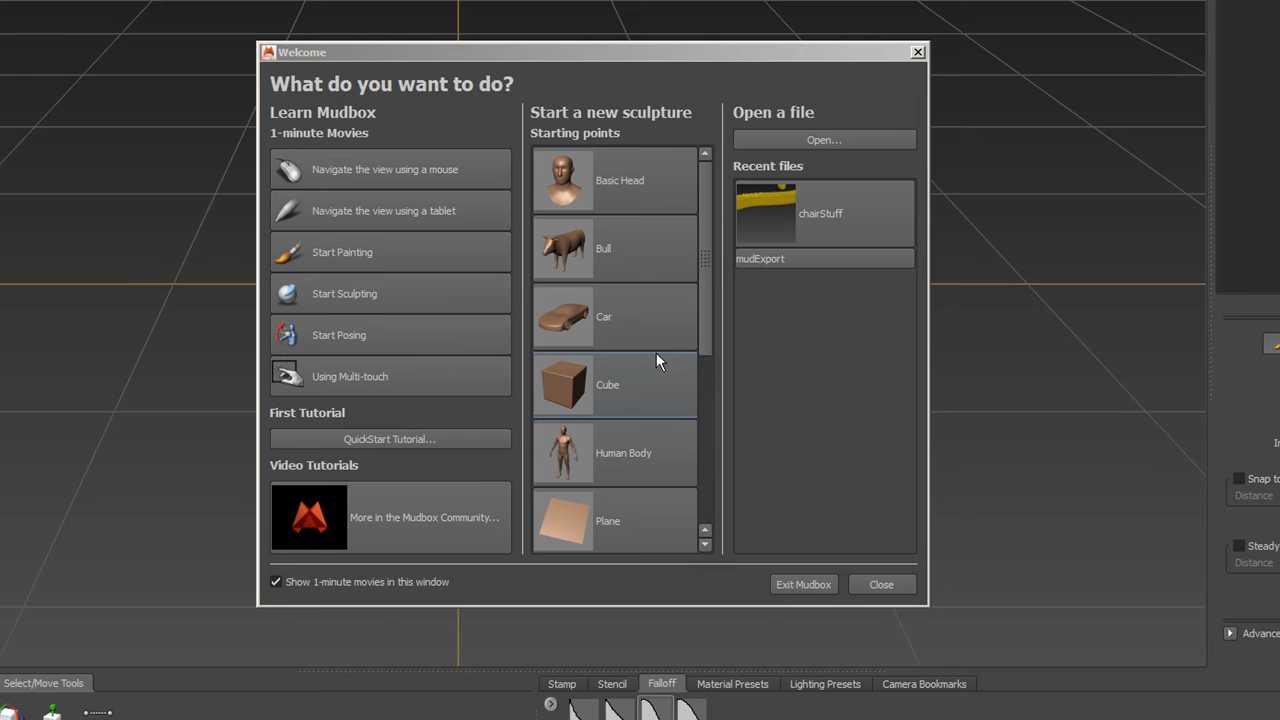 Welcome
What do you want to do?
Learn Mudbox
1-minute Movies
Navigate the view using a mouse
Navigate the view using a tablet
Start Painting
Start Sculpting
Start Posing
Using Multi-touch
First Tutorial
QuickStart Tutorial...
Video Tutorials
More in the Mudbox Community...
Show 1-minute movies in this window
Start a new sculpture
Starting points
Basic Head
Bull
Car
Cube
Human Body
Plane
Open a file
Open...
Recent files
chairStuff
mudExport
Exit Mudbox
Close
Snap to
Distance
Steady
Distance
Advance
Select/Move Tools
Stamp
Stencil
Falloff
Material Presets
Lighting Presets
Camera Bookmarks